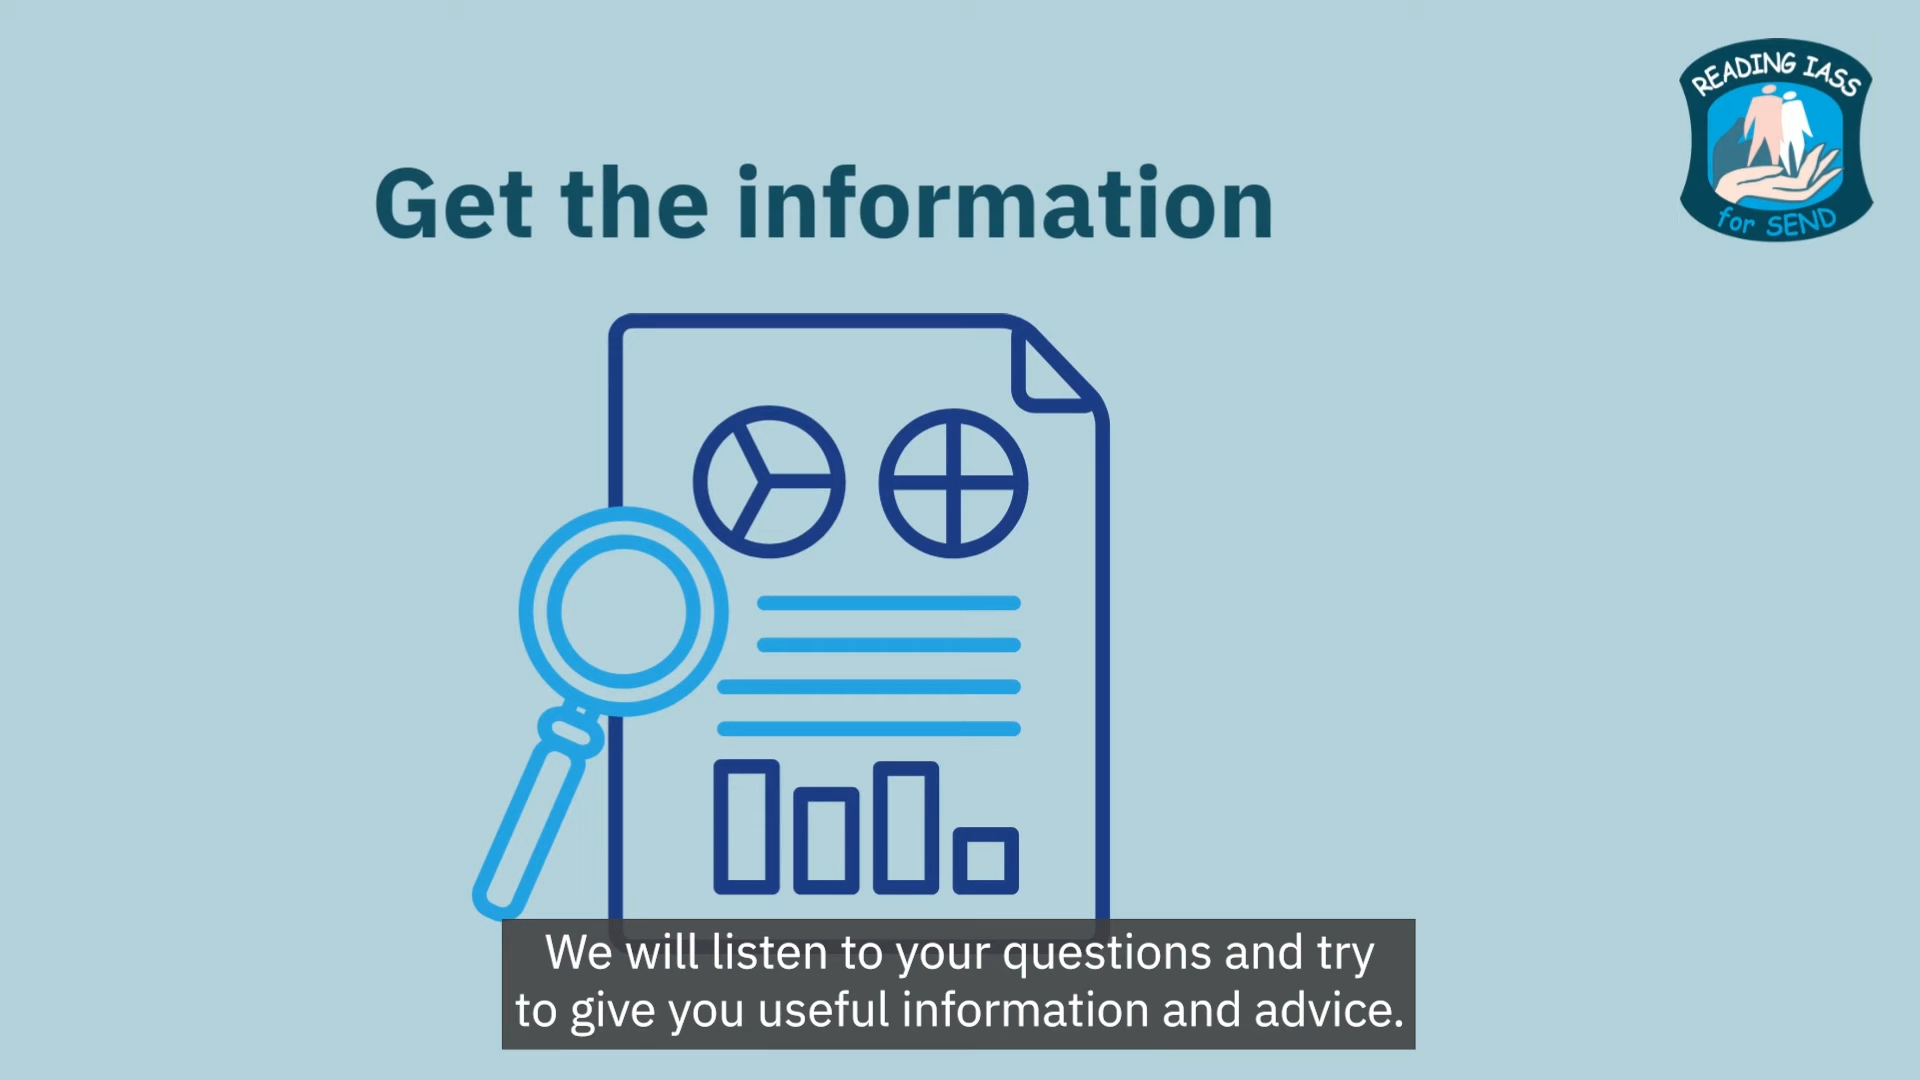 READING IASS
for SEND
Get the information
We will listen to your questions and try
to give you useful information and advice.